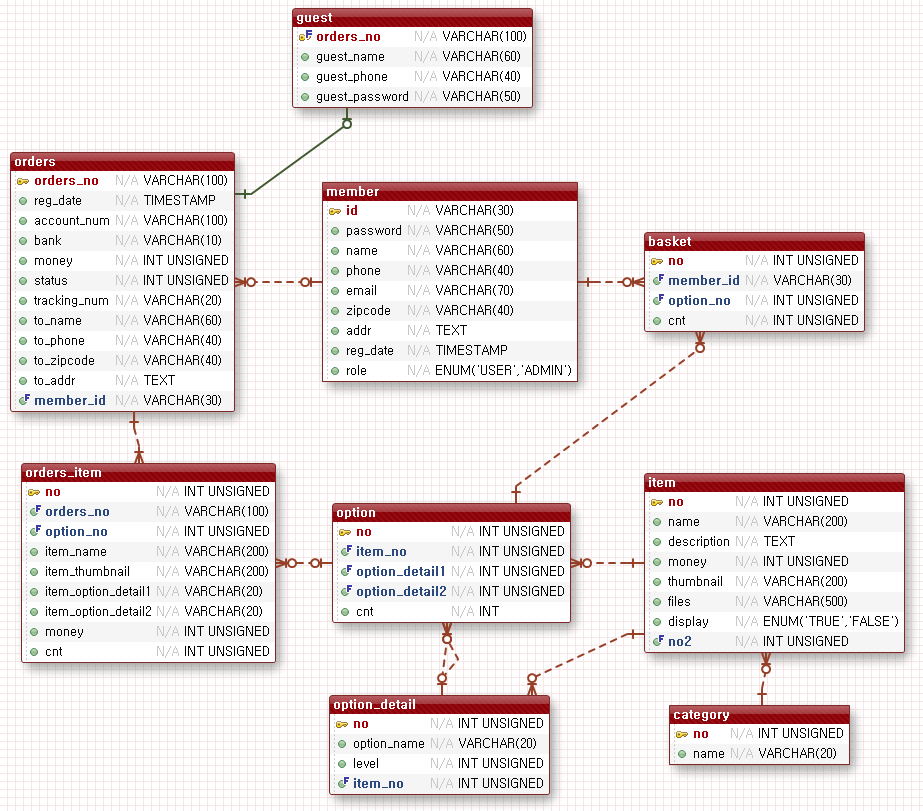 guest
orders_no N/A VARCHAR(100)
guest_name N/A VARCHAR(60)
guest_phone N/A VARCHAR(40)
guest_password N/A VARCHAR(50)
orders
orders_no N/A VARCHAR(100)
reg_date N/A TIMESTAMP
account_num N/A VARCHAR(100)
bank N/A VARCHAR(10)
money N/A INT UNSIGNED
status N/A INT UNSIGNED
tracking_num N/A VARCHAR(20)
to_name N/A VARCHAR(60)
to_phone N/A VARCHAR(40)
to_zipcode N/A VARCHAR(40)
to_addr N/A TEXT
member_id N/A VARCHAR(30)
member
id N/A VARCHAR(30)
password N/A VARCHAR(50)
name N/A VARCHAR(60)
phone N/A VARCHAR(40)
email N/A VARCHAR(70)
zipcode N/A VARCHAR(40)
addr N/A TEXT
reg_date N/A TIMESTAMP
role N/A ENUM('USER','ADMIN')
basket
no N/A INT UNSIGNED
member_id N/A VARCHAR(30)
option_no N/A INT UNSIGNED
cnt N/A INT UNSIGNED
orders_item
no N/A INT UNSIGNED
orders_no N/A VARCHAR(100)
option_no N/A INT UNSIGNED
item_name N/A VARCHAR(200)
item_thumbnail N/A VARCHAR(200)
item_option_detail1 N/A VARCHAR(20)
item_option_detail2 N/A VARCHAR(20)
money N/A INT UNSIGNED
cnt N/A INT UNSIGNED
option
no N/A INT UNSIGNED
item_no N/A INT UNSIGNED
option_detail1 N/A INT UNSIGNED
option_detail2 N/A INT UNSIGNED
cnt N/A INT
item
no N/A INT UNSIGNED
name N/A VARCHAR(200)
description N/A TEXT
money N/A INT UNSIGNED
thumbnail N/A VARCHAR(200)
files N/A VARCHAR(500)
display N/A ENUM('TRUE','FALSE')
no2 N/A INT UNSIGNED
option_detail
no N/A INT UNSIGNED
option_name N/A VARCHAR(20)
level N/A INT UNSIGNED
item_no N/A INT UNSIGNED
category
no N/A INT UNSIGNED
name N/A VARCHAR(20)